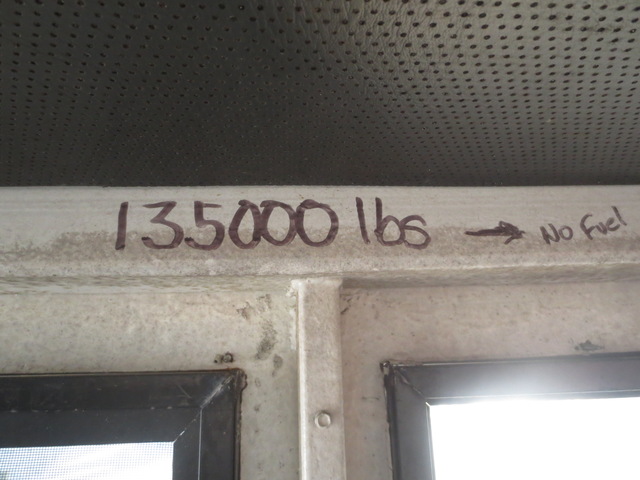 135000 lbs → No Fuel